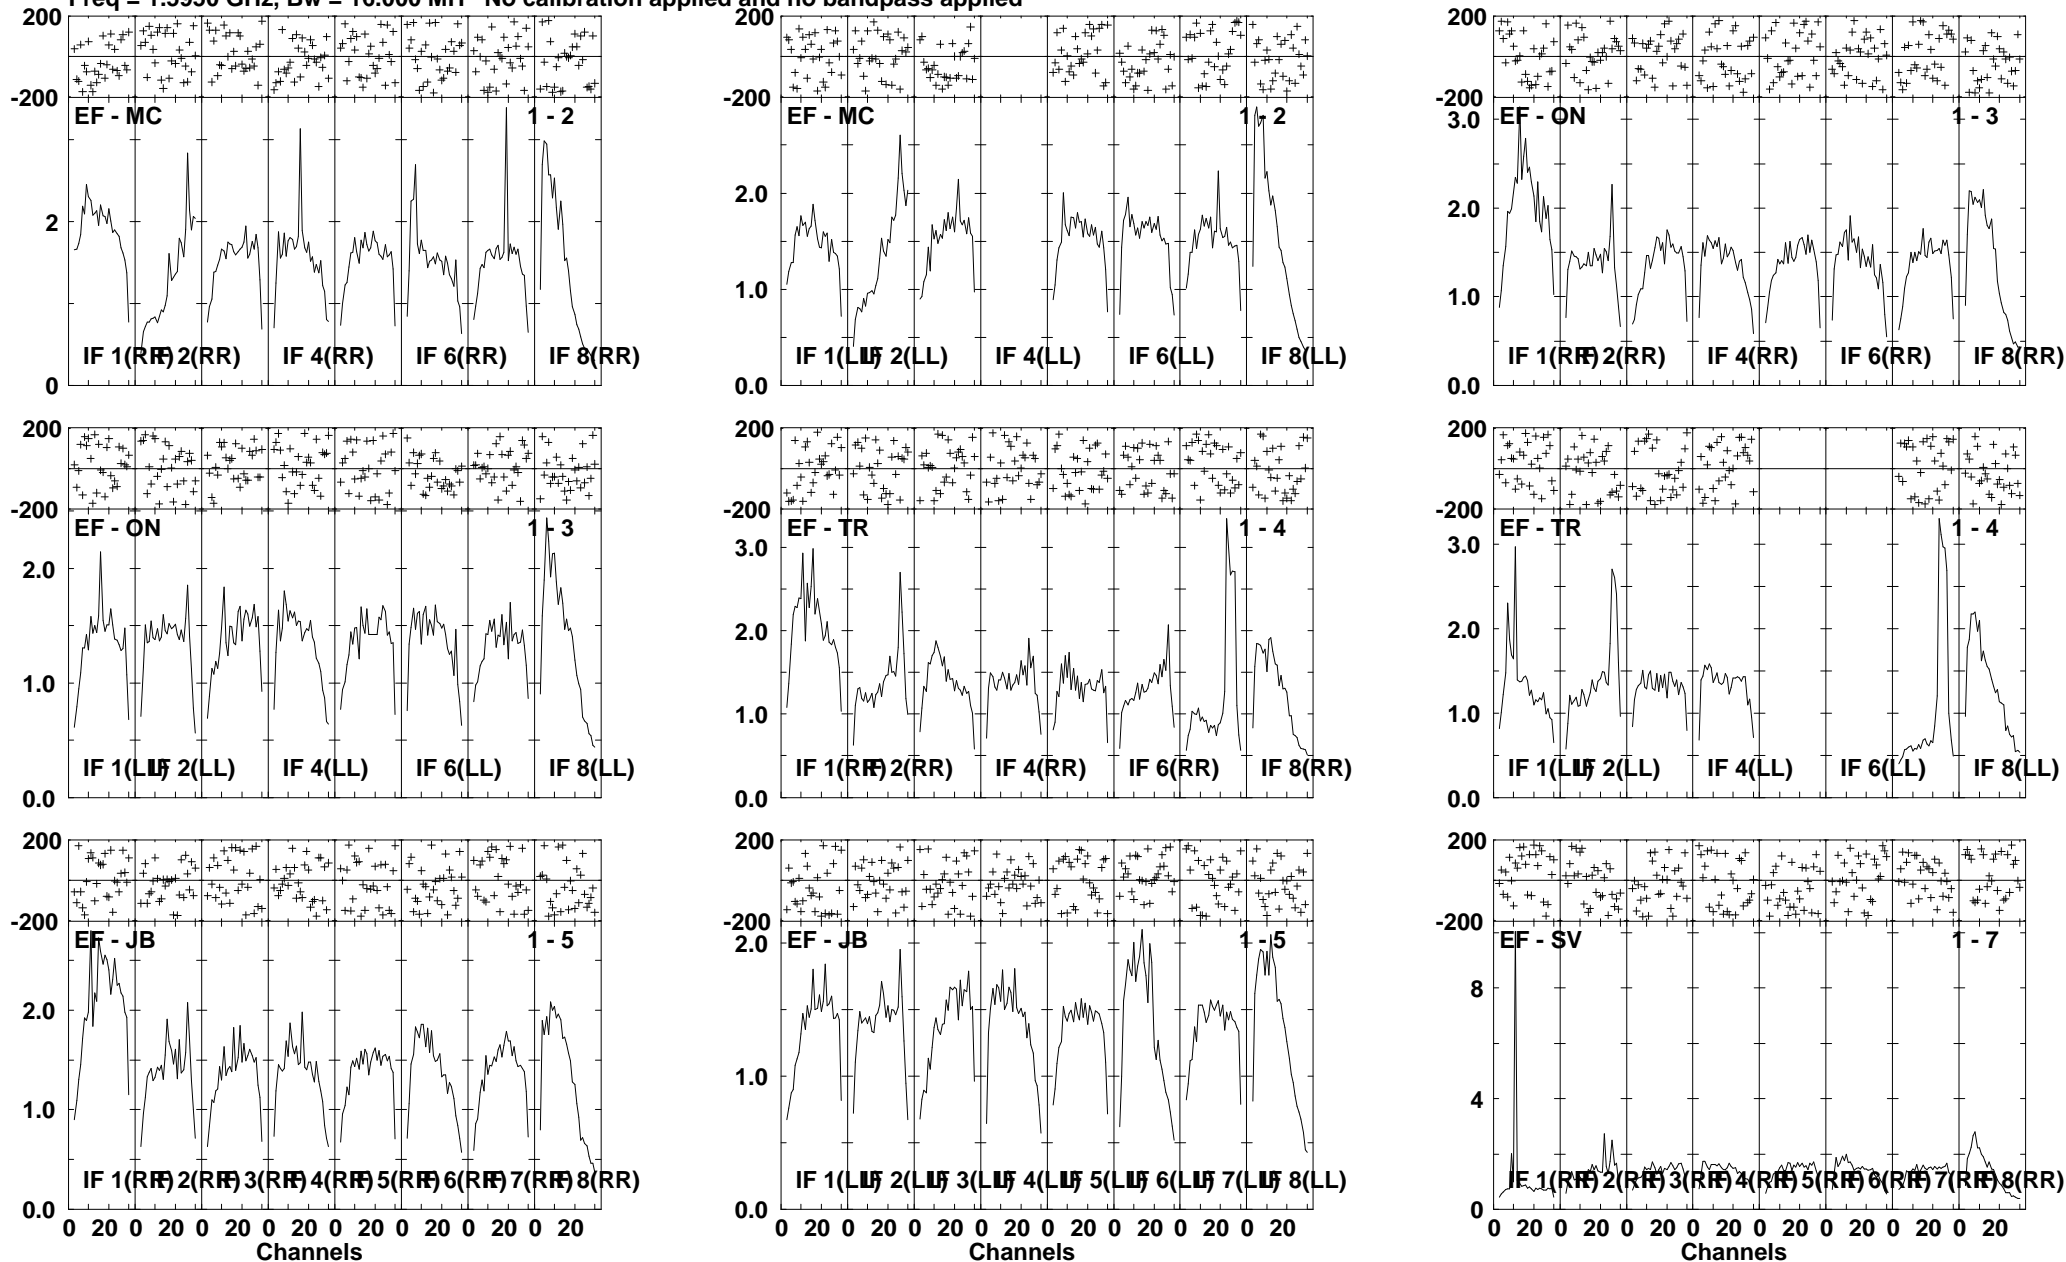 No calibration applied and no bandpass applied
200
-200
EF - MC 1 - 2
2
0
IF 1(RR) IF 2(RR) IF 4(RR) IF 6(RR) IF 8(RR)
200
-200
EF - MC 1 - 2
2.0
1.0
0.0
IF 1(LL) IF 2(LL) IF 4(LL) IF 6(LL) IF 8(LL)
200
-200
EF - ON 1 - 3
3.0
2.0
1.0
0.0
IF 1(RR) IF 2(RR) IF 4(RR) IF 6(RR) IF 8(RR)
200
-200
EF - ON 1 - 3
2.0
1.0
0.0
IF 1(LL) IF 2(LL) IF 4(LL) IF 6(LL) IF 8(LL)
200
-200
EF - TR 1 - 4
3.0
2.0
1.0
0.0
IF 1(RR) IF 2(RR) IF 4(RR) IF 6(RR) IF 8(RR)
200
-200
EF - TR 1 - 4
3.0
2.0
1.0
0.0
IF 1(LL) IF 2(LL) IF 4(LL) IF 6(LL) IF 8(LL)
200
-200
EF - JB 1 - 5
2.0
1.0
0.0
IF 1(RR) IF 2(RR) IF 3(RR) IF 4(RR) IF 5(RR) IF 6(RR) IF 7(RR) IF 8(RR)
0 20 0 20 0 20 0 20 0 20 0 20 0 20 0 20
Channels
200
-200
EF - JB 1 - 5
2.0
1.0
0.0
IF 1(LL) IF 2(LL) IF 3(LL) IF 4(LL) IF 5(LL) IF 6(LL) IF 7(LL) IF 8(LL)
0 20 0 20 0 20 0 20 0 20 0 20 0 20 0 20
200
-200
EF - SV 1 - 7
8
4
0
IF 1(RR) IF 2(RR) IF 3(RR) IF 4(RR) IF 5(RR) IF 6(RR) IF 7(RR) IF 8(RR)
0 20 0 20 0 20 0 20 0 20 0 20 0 20 0 20
Channels